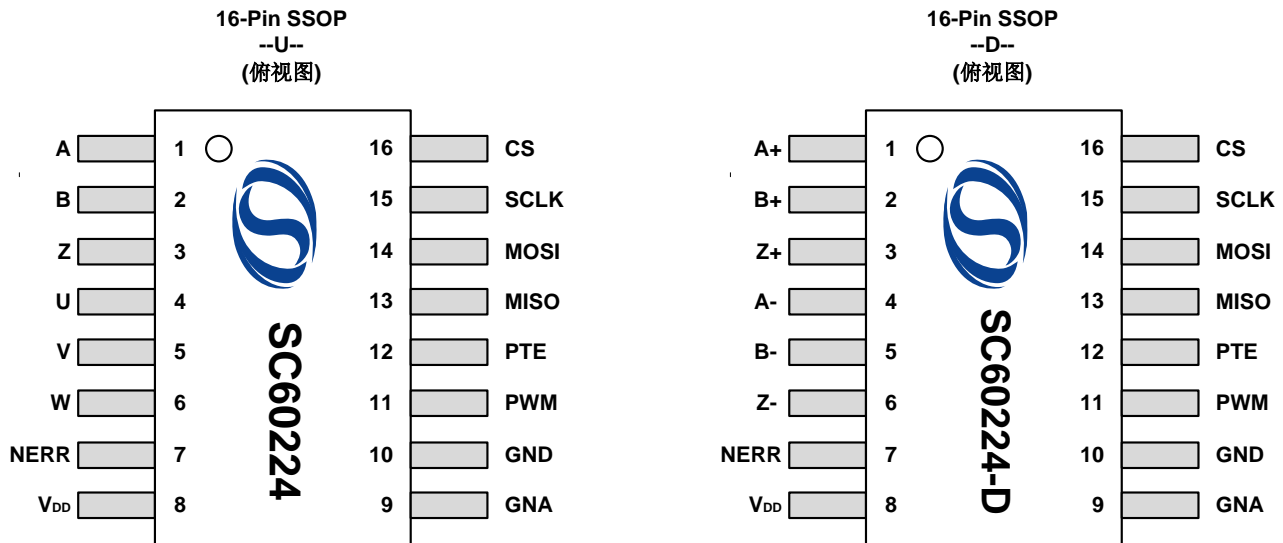 16-Pin SSOP
--U--
(俯视图)
A 1 16 CS
B 2 15 SCLK
Z 3 14 MOSI
U 4 13 MISO
V 5 12 PTE
W 6 11 PWM
NERR 7 10 GND
VDD 8 9 GNA
SC60224
16-Pin SSOP
--D--
(俯视图)
A+ 1 16 CS
B+ 2 15 SCLK
Z+ 3 14 MOSI
A- 4 13 MISO
B- 5 12 PTE
Z- 6 11 PWM
NERR 7 10 GND
VDD 8 9 GNA
SC60224-D